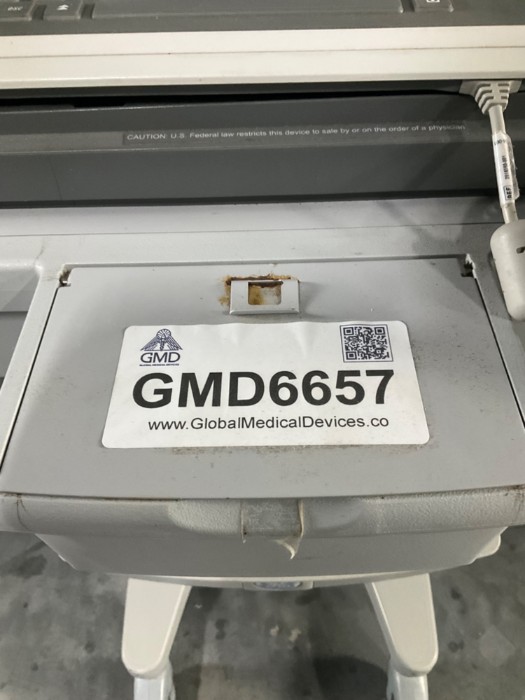 CAUTION: U.S. Federal law restricts this device to sale by or on the order of a physician.
GMD
GMD6657
www.GlobalMedicalDevices.co